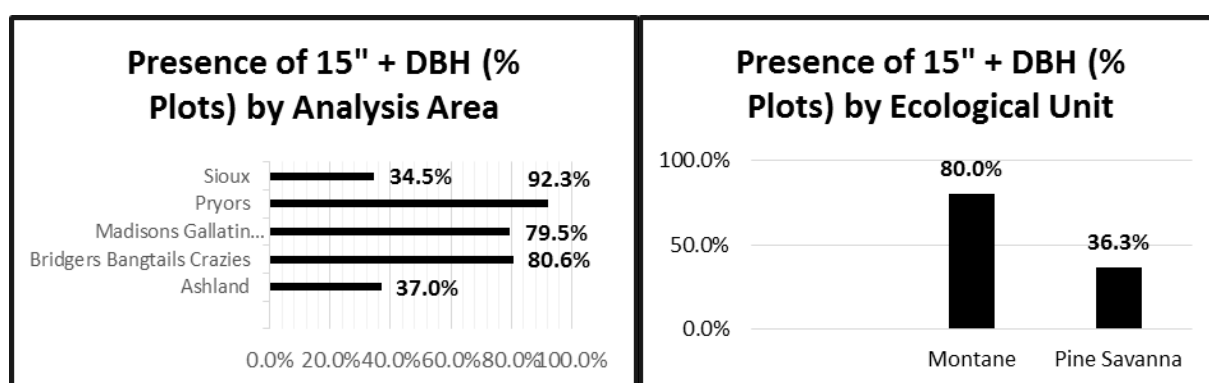 Presence of 15" + DBH (%
Plots) by Analysis Area
Sioux 34.5%
Pryors 92.3%
Madisons Gallatin... 79.5%
Bridgers Bangtails Crazies 80.6%
Ashland 37.0%
0.0% 20.0% 40.0% 60.0% 80.0% 100.0%
Presence of 15" + DBH (%
Plots) by Ecological Unit
100.0%
80.0%
50.0%
36.3%
0.0%
Montane Pine Savanna